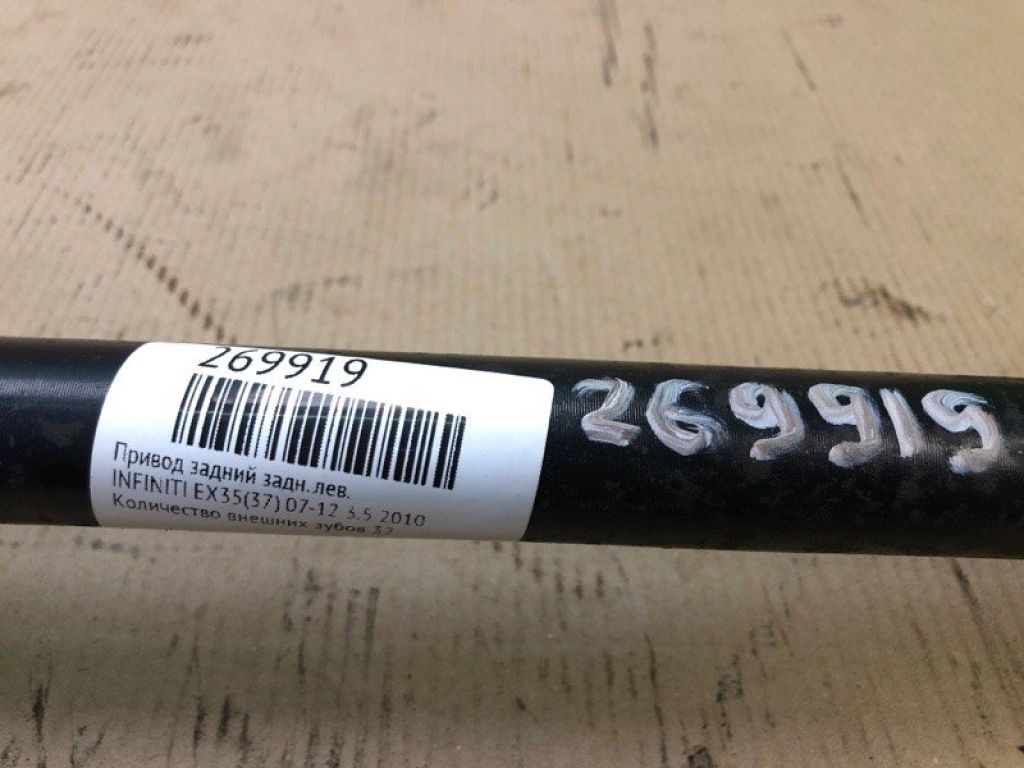 269919
Привод задний задн.лев.
INFINITI EX35(37) 07-12 3.5 2010
Количество внешних зубов 32
269919